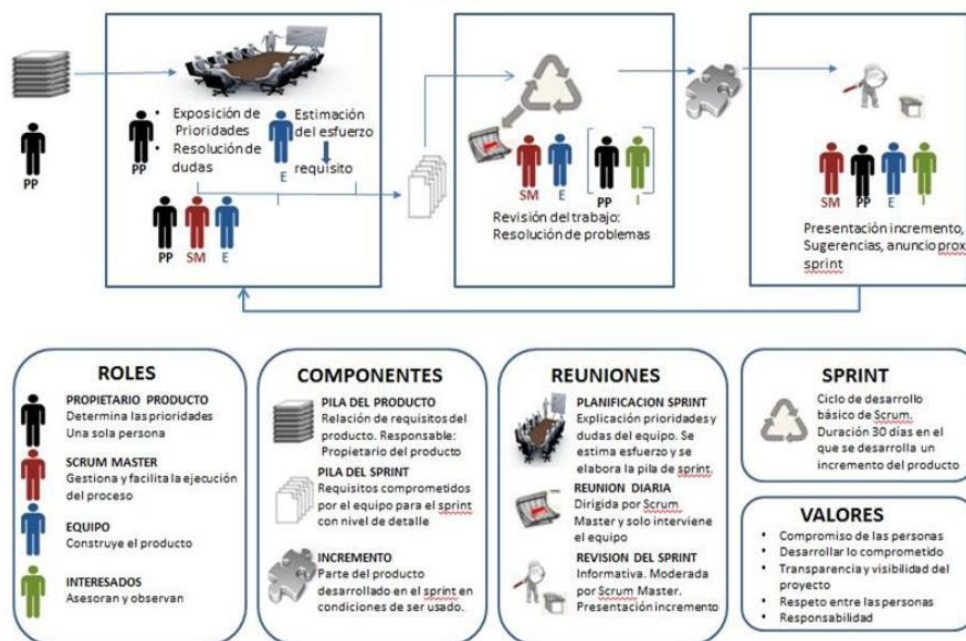 PP
• Exposición de
Prioridades
• Resolución de
dudas
PP
Estimación
del esfuerzo
requisito
E
PP SM E
SM E PP I
Revisión del trabajo:
Resolución de problemas
SM PP E I
Presentación incremento,
Sugerencias, anuncio prox
sprint
ROLES
PROPIETARIO PRODUCTO
Determina las prioridades
Una sola persona
SCRUM MASTER
Gestiona y facilita la ejecución
del proceso
EQUIPO
Construye el producto
INTERESADOS
Asesoran y observan
COMPONENTES
PILA DEL PRODUCTO
Relación de requisitos del
producto. Responsable:
Propietario del producto
PILA DEL SPRINT
Requisitos comprometidos
por el equipo para el sprint
con nivel de detalle
INCREMENTO
Parte del producto
desarrollado en el sprint en
condiciones de ser usado.
REUNIONES
PLANIFICACION SPRINT
Explicación prioridades y
dudas del equipo. Se
estima esfuerzo y se
elabora la pila de sprint.
REUNION DIARIA
Dirigida por Scrum
Master y solo interviene
el equipo
REVISION DEL SPRINT
Informativa. Moderada
por Scrum Master.
Presentación incremento
SPRINT
Ciclo de desarrollo
básico de Scrum.
Duración 30 días en el
que se desarrolla un
incremento del producto
VALORES
• Compromiso de las personas
• Desarrollar lo comprometido
• Transparencia y visibilidad del
proyecto
• Respeto entre las personas
• Responsabilidad